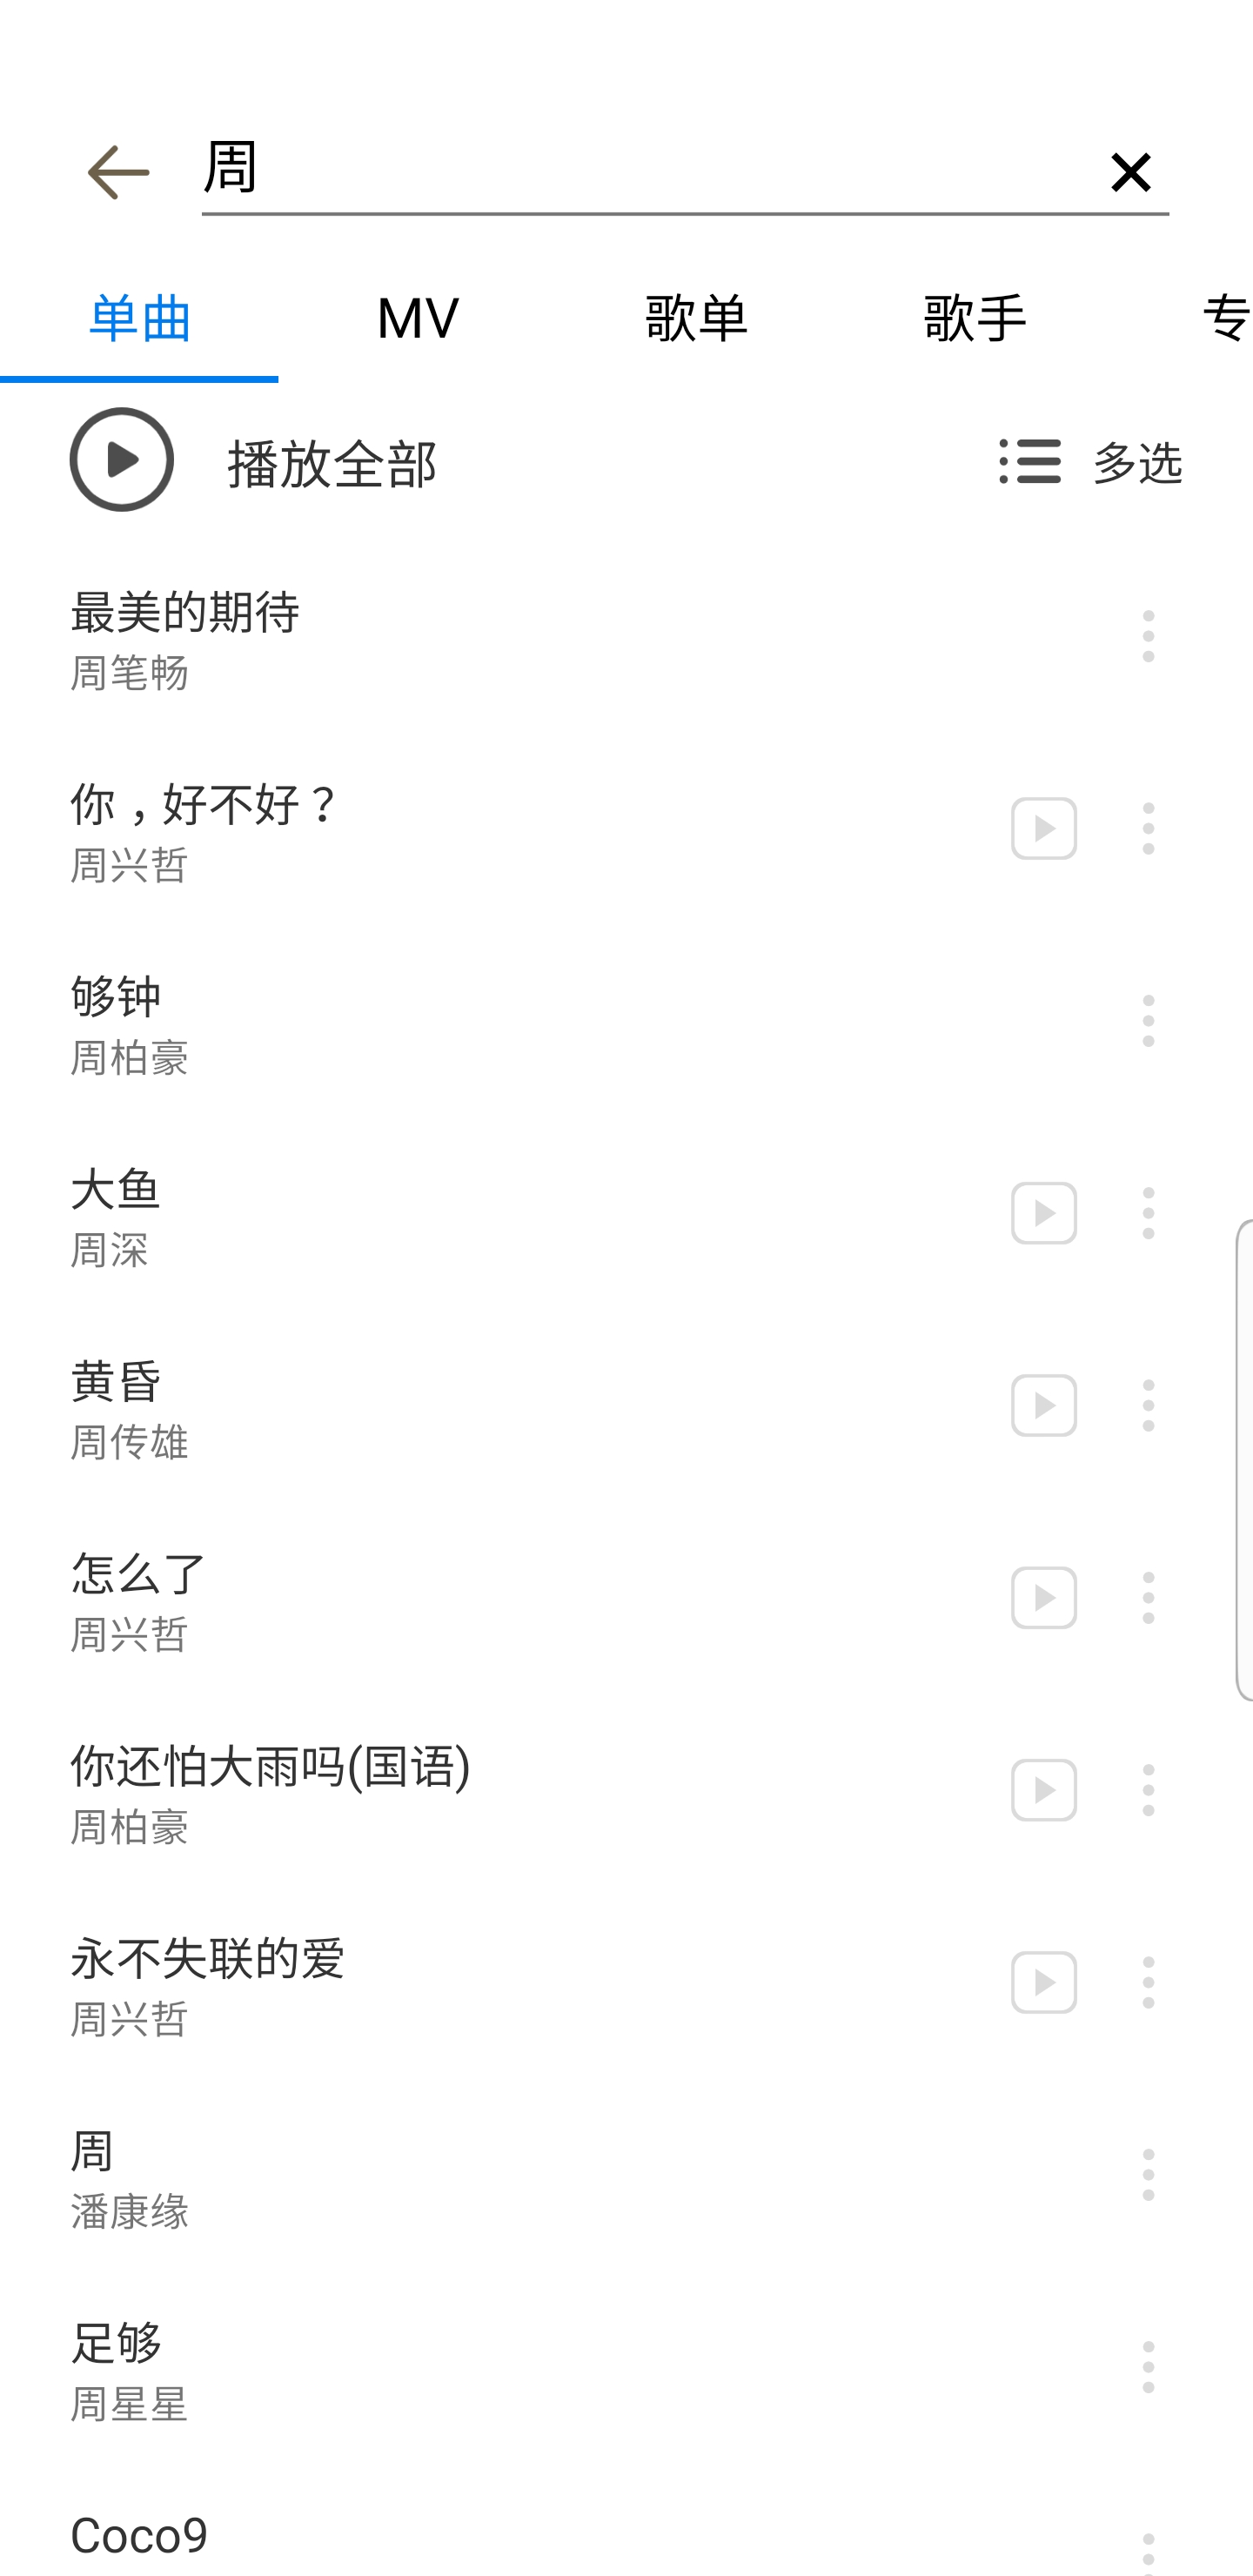 周
单曲 MV 歌单 歌手 专
播放全部 多选
最美的期待
周笔畅
你，好不好？
周兴哲
够钟
周柏豪
大鱼
周深
黄昏
周传雄
怎么了
周兴哲
你还怕大雨吗(国语)
周柏豪
永不失联的爱
周兴哲
周
潘康缘
足够
周星星
Coco9